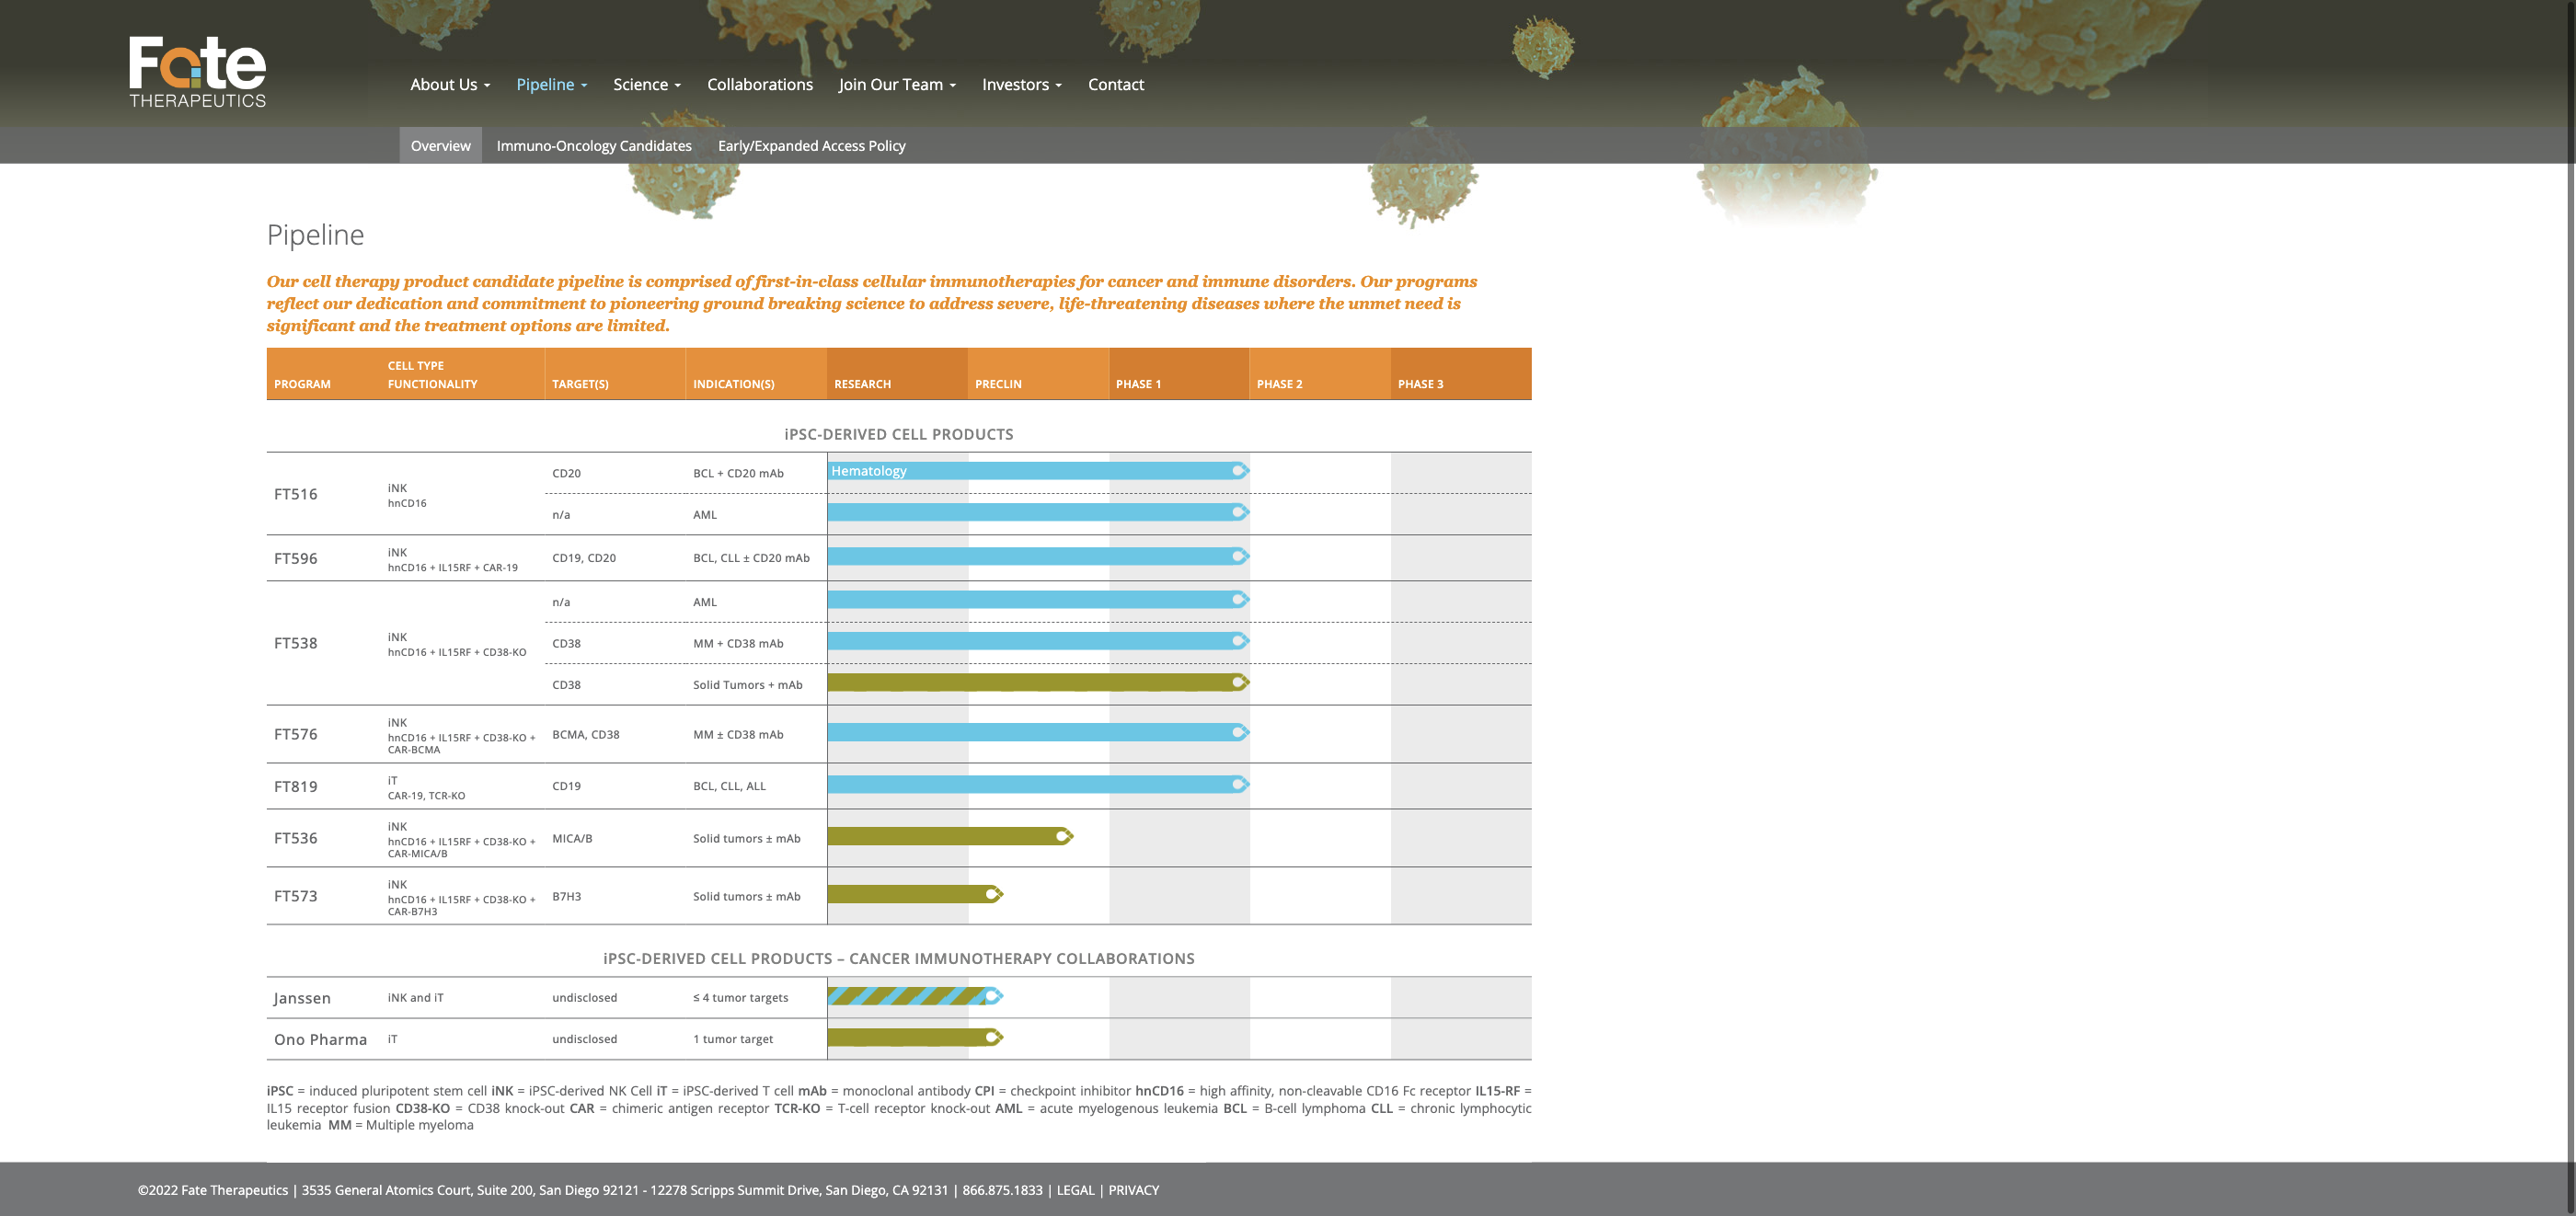 Fate
THERAPEUTICS
About Us Pipeline Science Collaborations Join Our Team Investors Contact
Overview Immuno-Oncology Candidates Early/Expanded Access Policy
Pipeline
Our cell therapy product candidate pipeline is comprised of first-in-class cellular immunotherapies for cancer and immune disorders. Our programs
reflect our dedication and commitment to pioneering ground breaking science to address severe, life-threatening diseases where the unmet need is
significant and the treatment options are limited.
PROGRAM CELL TYPE FUNCTIONALITY TARGET(S) INDICATION(S) RESEARCH PRECLIN PHASE 1 PHASE 2 PHASE 3
iPSC-DERIVED CELL PRODUCTS
FT516
iNK
hnCD16
CD20 BCL + CD20 mAb Hematology
n/a AML
FT596
iNK
hnCD16 + IL15RF + CAR-19
CD19, CD20 BCL, CLL ± CD20 mAb
FT538
iNK
hnCD16 + IL15RF + CD38-KO
n/a AML
CD38 MM + CD38 mAb
CD38 Solid Tumors + mAb
FT576
iNK
hnCD16 + IL15RF + CD38-KO +
CAR-BCMA
BCMA, CD38 MM ± CD38 mAb
FT819
iT
CAR-19, TCR-KO
CD19 BCL, CLL, ALL
FT536
iNK
hnCD16 + IL15RF + CD38-KO +
CAR-MICA/B
MICA/B Solid tumors ± mAb
FT573
iNK
hnCD16 + IL15RF + CD38-KO +
CAR-B7H3
B7H3 Solid tumors ± mAb
iPSC-DERIVED CELL PRODUCTS – CANCER IMMUNOTHERAPY COLLABORATIONS
Janssen iNK and iT undisclosed ≤ 4 tumor targets
Ono Pharma iT undisclosed 1 tumor target
iPSC = induced pluripotent stem cell iNK = iPSC-derived NK Cell iT = iPSC-derived T cell mAb = monoclonal antibody CPI = checkpoint inhibitor hnCD16 = high affinity, non-cleavable CD16 Fc receptor IL15-RF =
IL15 receptor fusion CD38-KO = CD38 knock-out CAR = chimeric antigen receptor TCR-KO = T-cell receptor knock-out AML = acute myelogenous leukemia BCL = B-cell lymphoma CLL = chronic lymphocytic
leukemia MM = Multiple myeloma
©2022 Fate Therapeutics | 3535 General Atomics Court, Suite 200, San Diego 92121 - 12278 Scripps Summit Drive, San Diego, CA 92131 | 866.875.1833 | LEGAL | PRIVACY